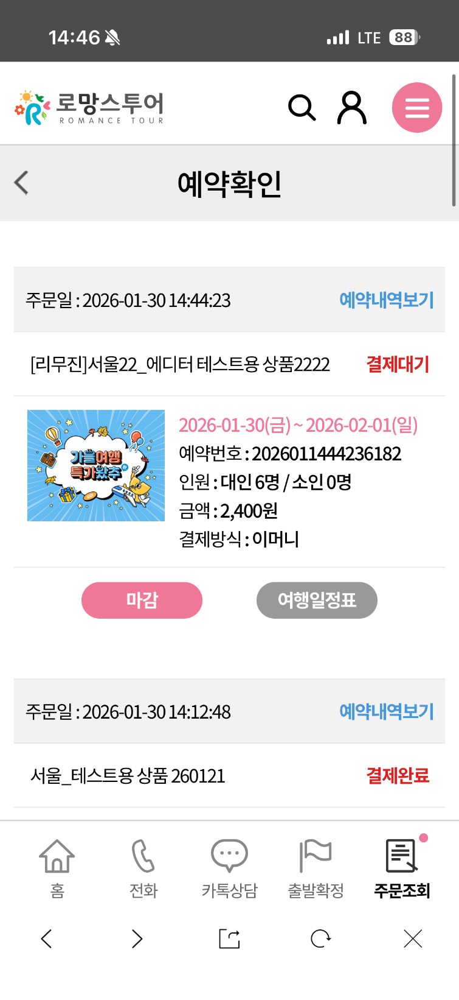 14:46
LTE 88
로망스투어
ROMANCE TOUR
예약확인
주문일 : 2026-01-30 14:44:23 예약내역보기
[리무진]서울22_에디터 테스트용 상품2222 결제대기
가을여행
특가왔추
2026-01-30(금) ~ 2026-02-01(일)
예약번호 : 2026011444236182
인원 : 대인 6명 / 소인 0명
금액 : 2,400원
결제방식 : 이머니
마감 여행일정표
주문일 : 2026-01-30 14:12:48 예약내역보기
서울_테스트용 상품 260121 결제완료
홈 전화 카톡상담 출발확정 주문조회